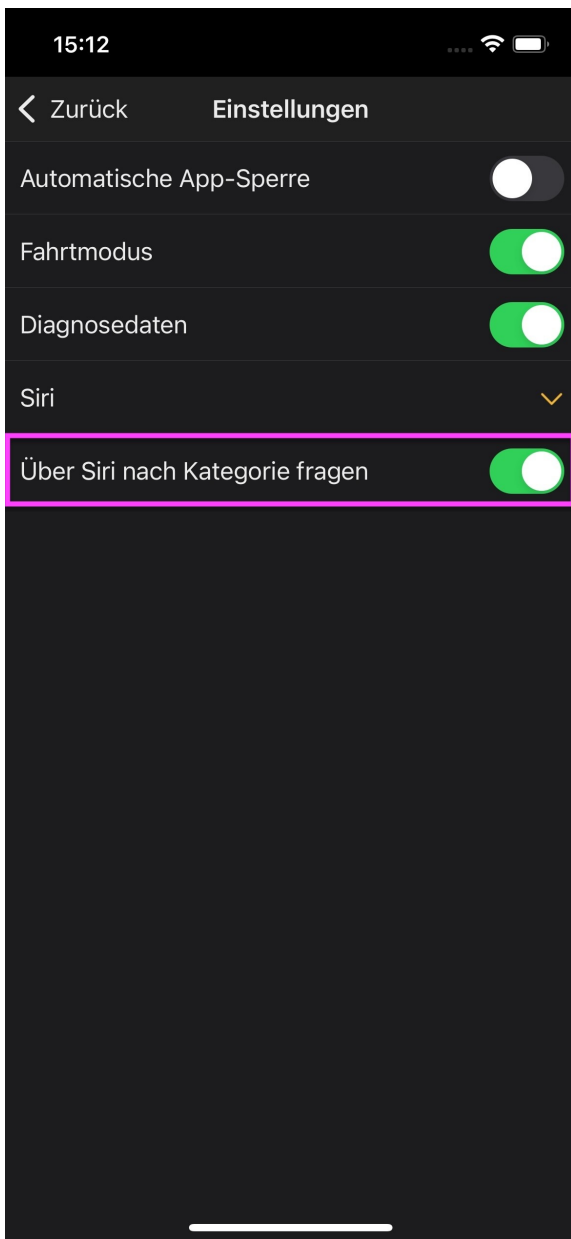 15:12
Zurück Einstellungen
Automatische App-Sperre
Fahrtmodus
Diagnosedaten
Siri
Über Siri nach Kategorie fragen